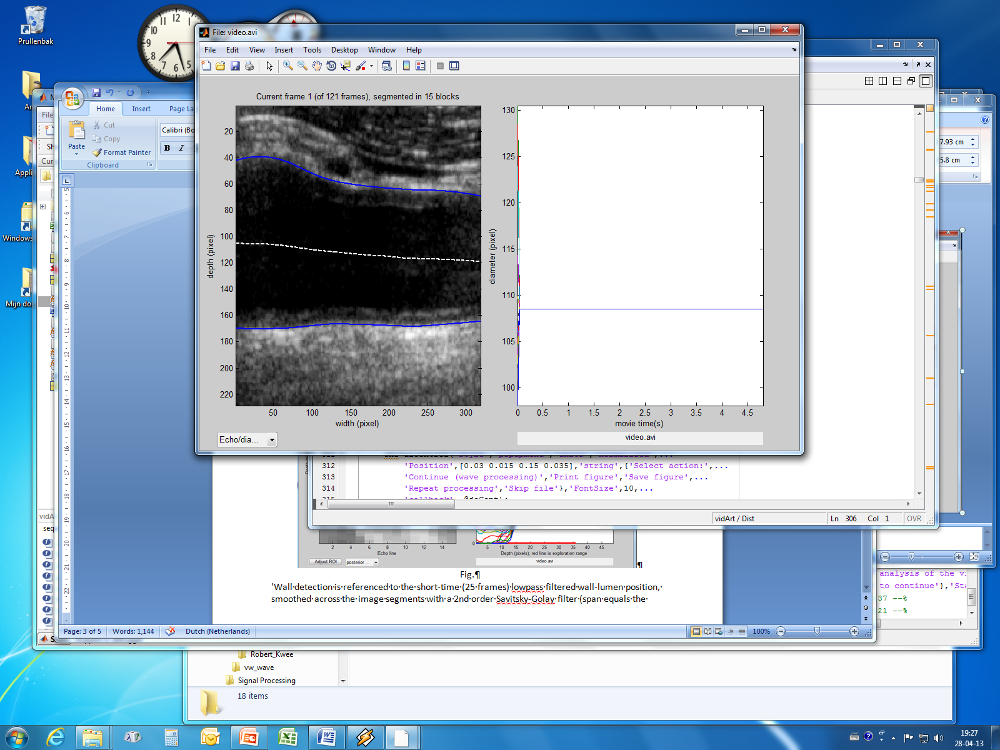 Prullenbak
File: video.avi
File Edit View Insert Tools Desktop Window Help
Current frame 1 (of 121 frames), segmented in 15 blocks
20
40
60
80
100
120
140
160
180
200
220
depth (pixel)
50 100 150 200 250 300
width (pixel)
130
125
120
115
110
105
100
diameter (pixel)
0 0.5 1 1.5 2 2.5 3 3.5 4 4.5
movie time(s)
Echo/dia...
video.avi
Home Insert Page La
Cut
Copy
Format Painter
Paste
Clipboard
Calibri (Bo
B I
File
Sh
Cur
Appli
Windows
Mijn do
7.93 cm
5.8 cm
312 'Position',[0.03 0.015 0.15 0.035],'string',{'Select action:',...
313 'Continue (wave processing)','Print figure','Save figure',...
314 'Repeat processing','Skip file'},'FontSize',10,...
vidArt / Dist Ln 306 Col 1 OVR
vidA
seq
2 4 6 8 10 12 14
Echo line
0 5 10 15 20 25 30 35 40 45
Depth (pixels); red line is exploration range
Adjust ROI posterior ...
video.avi
Fig.¶
'Wall·detection·is·referenced·to·the·short-time·(25·frames)·lowpass·filtered·wall-lumen·position,·
smoothed·across·the·image·segments·with·a·2nd·order·Savitsky-Golay·filter·(span·equals·the·
analysis of the vi
to continue'},'Sta
37 --%
21 --%
Page: 3 of 5 Words: 1,144 Dutch (Netherlands) 100%
Robert_Kwee
vw_wave
Signal Processing
18 items
19:27
28-04-13